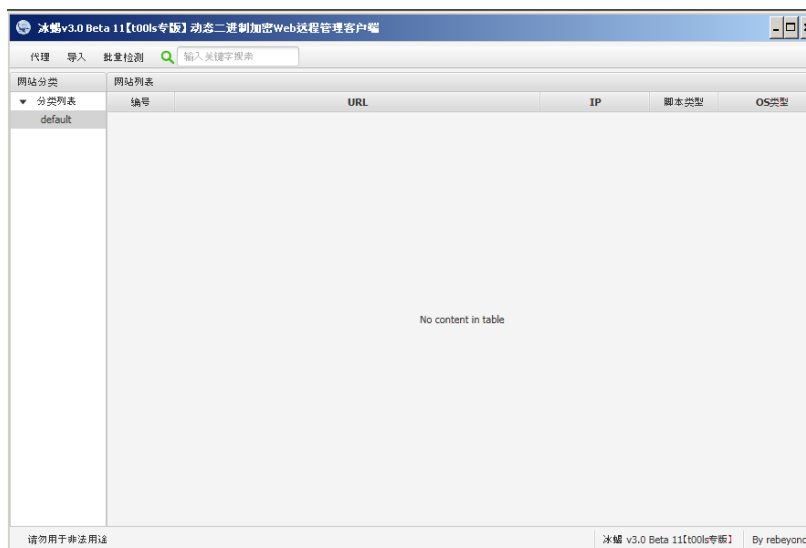 冰蝎v3.0 Beta 11【t00ls专版】动态二进制加密Web远程管理客户端
代理 导入 批量检测 输入关键字搜索
网站分类 网站列表
分类列表 编号 URL IP 脚本类型 OS类型
default
No content in table
请勿用于非法用途 冰蝎 v3.0 Beta 11【t00ls专版】 By rebeyond